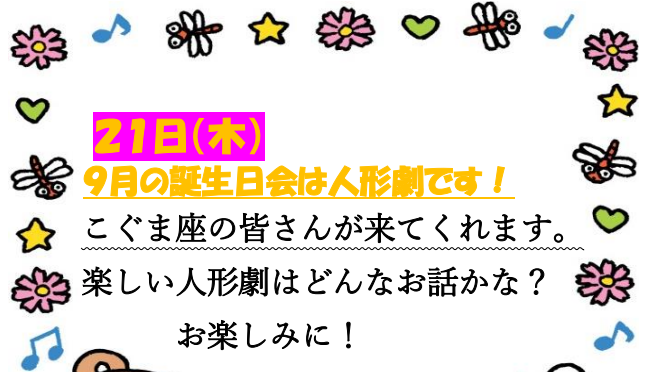 21日(木)
9月の誕生日会は人形劇です！
こぐま座の皆さんが来てくれます。
楽しい人形劇はどんなお話かな？
お楽しみに！